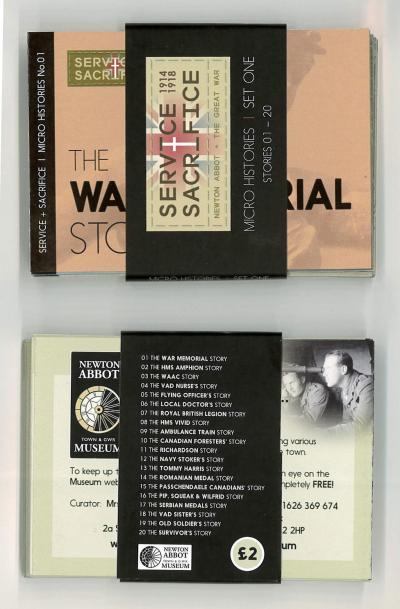 SERVICE + SACRIFICE | MICRO HISTORIES No.01
SERVICE
SACRIF
THE
WAR MORIAL
STO
SERVICE 1914
SACRIFICE 1918
NEWTON ABBOT + THE GREAT WAR
MICRO HISTORIES | SET ONE
STORIES 01 – 20
MICRO HISTORIES | SET ONE
NEWTON
ABBOT
TOWN & GWR
MUSEUM
To keep up t
Museum web
Curator: Mrs
2a S
w
01 THE WAR MEMORIAL STORY
02 THE HMS AMPHION STORY
03 THE WAAC STORY
04 THE VAD NURSE'S STORY
05 THE FLYING OFFICER'S STORY
06 THE LOCAL DOCTOR'S STORY
07 THE ROYAL BRITISH LEGION STORY
08 THE HMS VIVID STORY
09 THE AMBULANCE TRAIN STORY
10 THE CANADIAN FORESTERS' STORY
11 THE RICHARDSON STORY
12 THE NAVY STOKER'S STORY
13 THE TOMMY HARRIS STORY
14 THE ROMANIAN MEDAL STORY
15 THE PASSCHENDAELE CANADIANS' STORY
16 THE PIP, SQUEAK & WILFRID STORY
17 THE SERBIAN MEDALS STORY
18 THE VAD SISTER'S STORY
19 THE OLD SOLDIER'S STORY
20 THE SURVIVOR'S STORY
NEWTON
ABBOT
TOWN & GWR
MUSEUM
£2
ng various
e town.
n eye on the
mpletely FREE!
1626 369 674
2 2HP
um